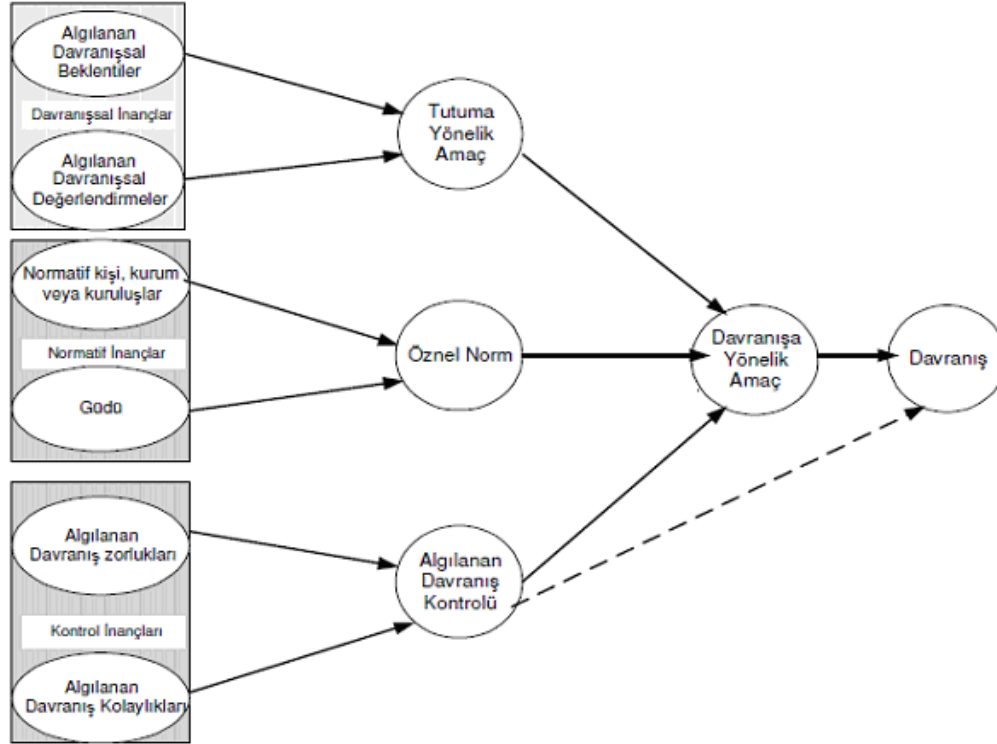 Algılanan
Davranışsal
Beklentiler
Davranışsal İnançlar
Algılanan
Davranışsal
Değerlendirmeler
Tutuma
Yönelik
Amaç
Normatif kişi, kurum
veya kuruluşlar
Normatif İnançlar
Güdü
Öznel Norm
Davranışa
Yönelik
Amaç
Davranış
Algılanan
Davranış zorlukları
Kontrol İnançları
Algılanan
Davranış Kolaylıkları
Algılanan
Davranış
Kontrolü